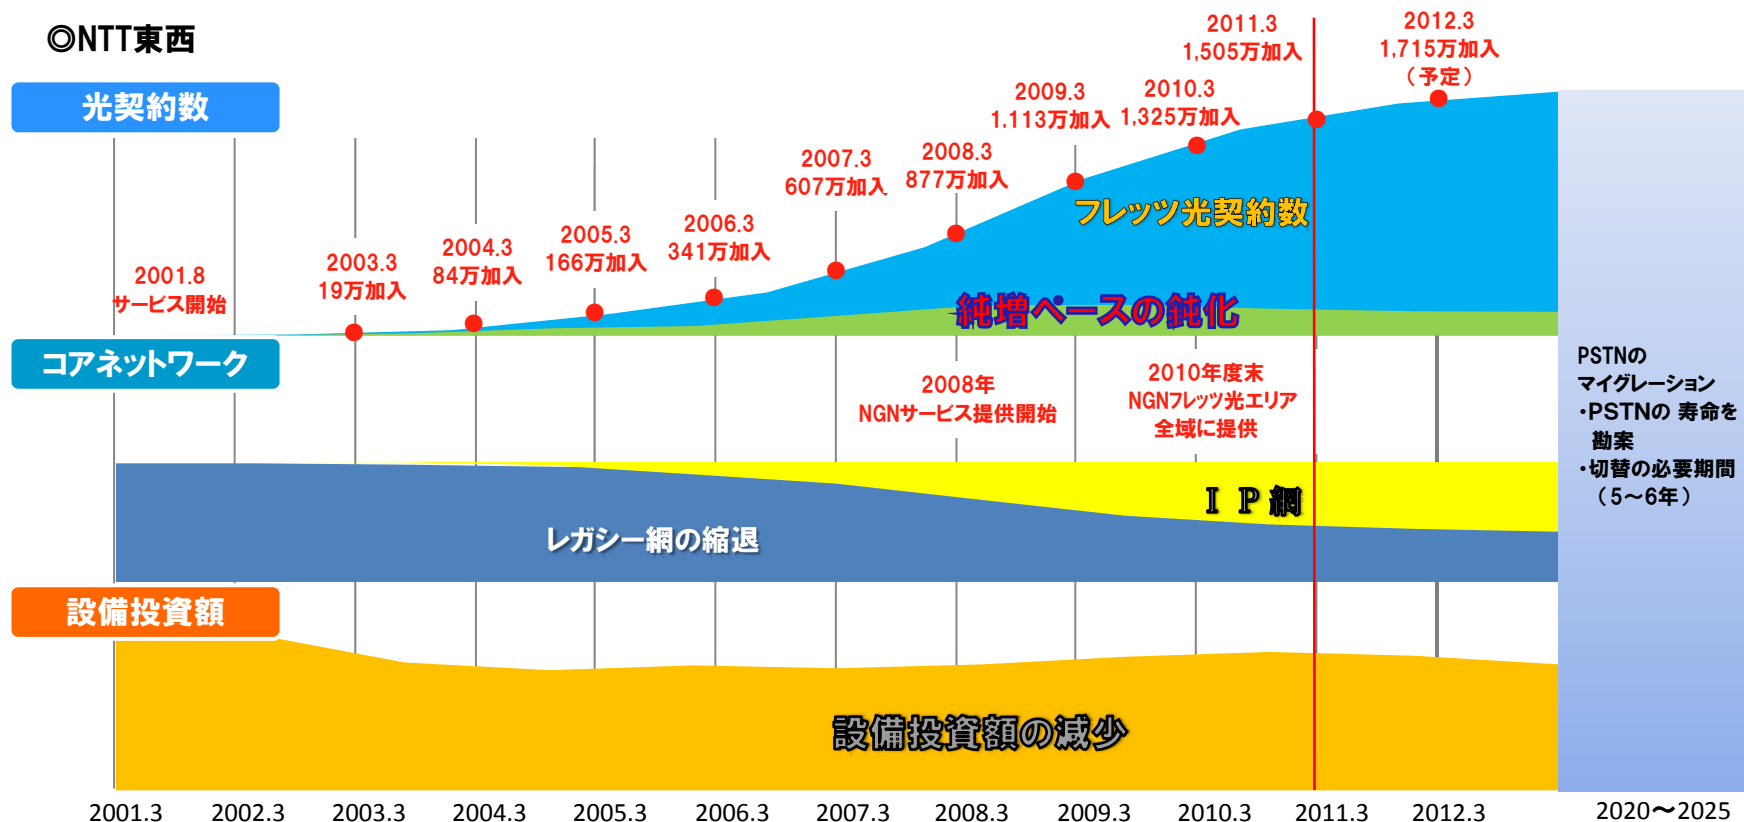 ◎NTT東西
光契約数
2001.8
サービス開始
2003.3
19万加入
2004.3
84万加入
2005.3
166万加入
2006.3
341万加入
2007.3
607万加入
2008.3
877万加入
2009.3
1,113万加入
2010.3
1,325万加入
2011.3
1,505万加入
2012.3
1,715万加入
（予定）
フレッツ光契約数
純増ペースの鈍化
コアネットワーク
2008年
NGNサービス提供開始
2010年度末
NGNフレッツ光エリア
全域に提供
IP網
レガシー網の縮退
PSTNの
マイグレーション
・PSTNの 寿命を
勘案
・切替の必要期間
（5～6年）
設備投資額
設備投資額の減少
2001.3 2002.3 2003.3 2004.3 2005.3 2006.3 2007.3 2008.3 2009.3 2010.3 2011.3 2012.3 2020～2025